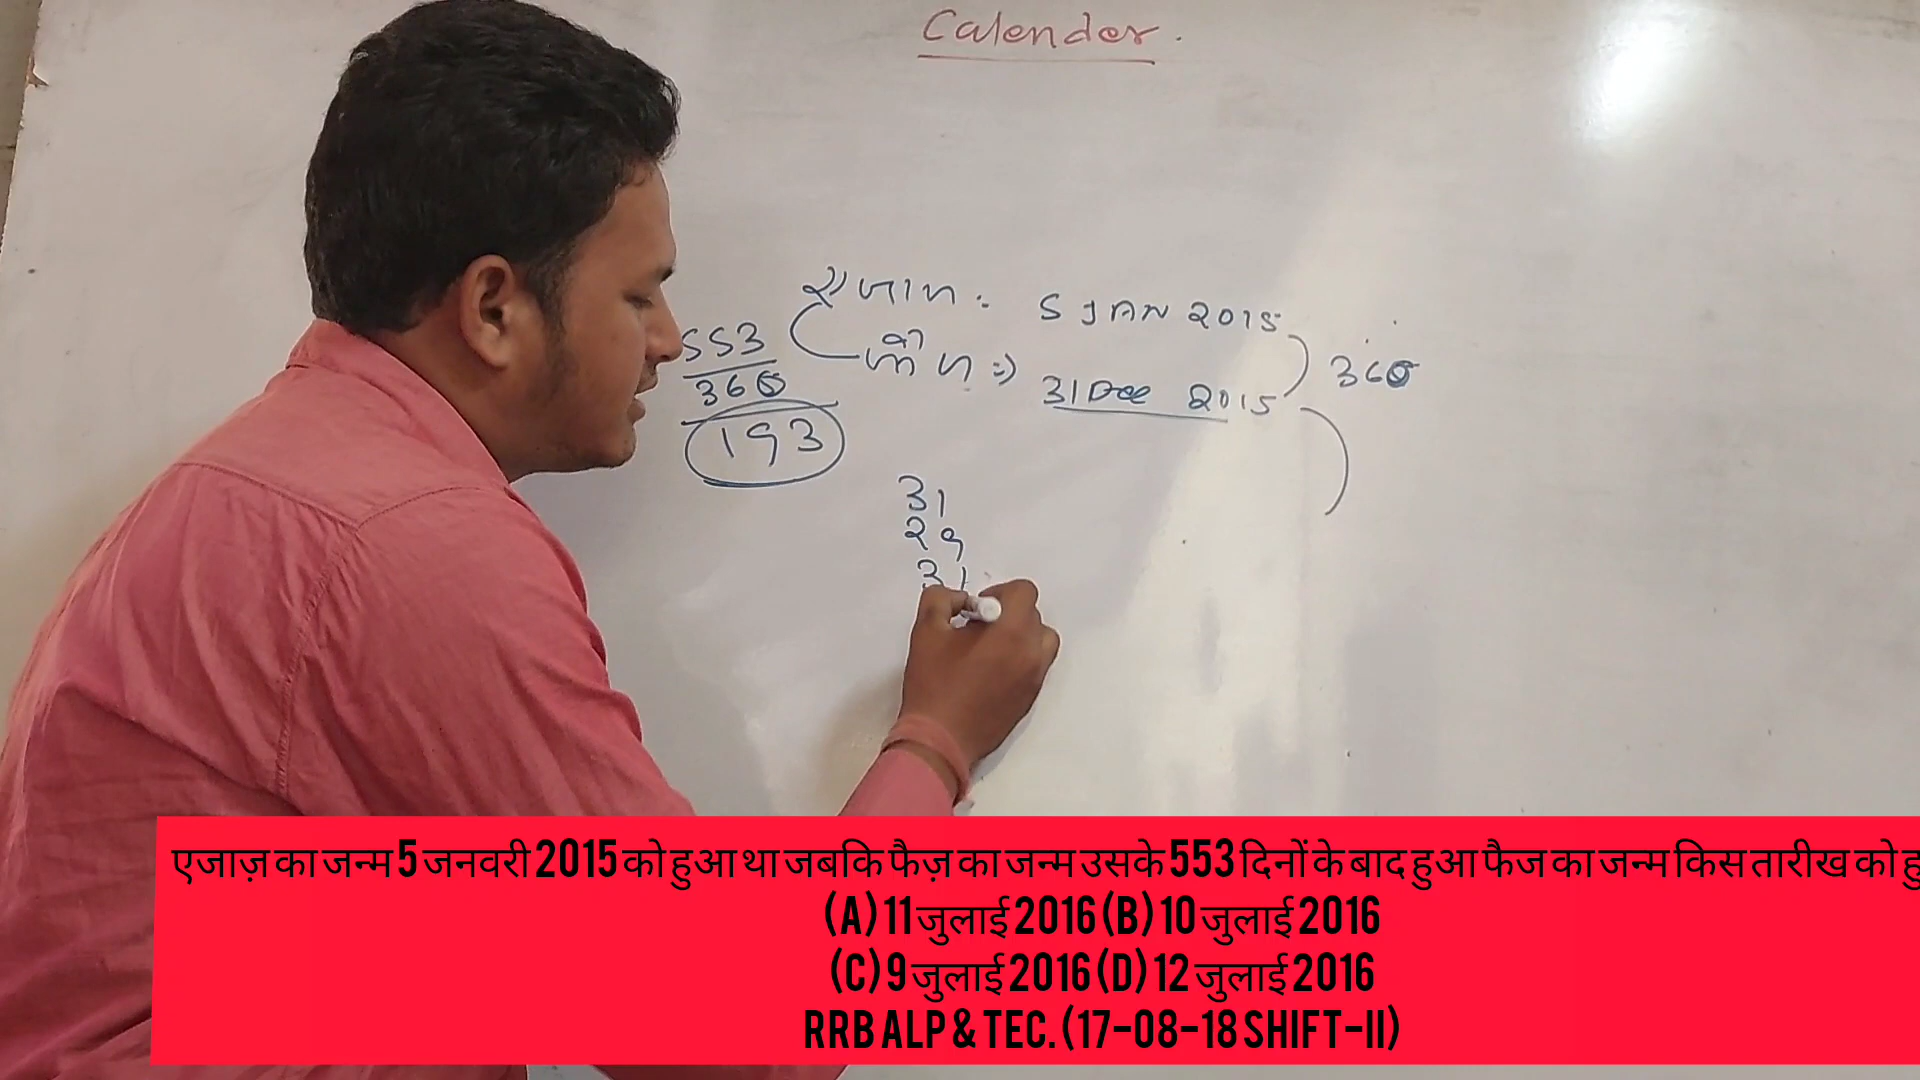 Calender.
एजाज :- 5 JAN 2015
553
360
193
31 Dec 2015
360
31
29
31
एजाज़ का जन्म 5 जनवरी 2015 को हुआ था जबकि फैज़ का जन्म उसके 553 दिनों के बाद हुआ फैज का जन्म किस तारीख को हु
(A) 11 जुलाई 2016 (B) 10 जुलाई 2016
(C) 9 जुलाई 2016 (D) 12 जुलाई 2016
RRB ALP & TEC. (17-08-18 SHIFT-II)